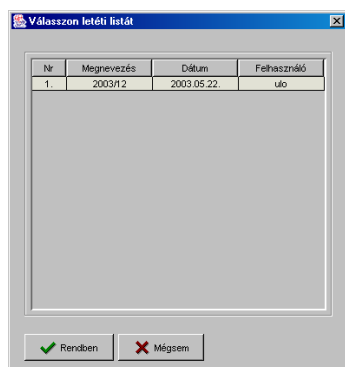 Válasszon letéti listát
Nr Megnevezés Dátum Felhasználó
1. 2003/12 2003.05.22. ulo
Rendben Mégsem